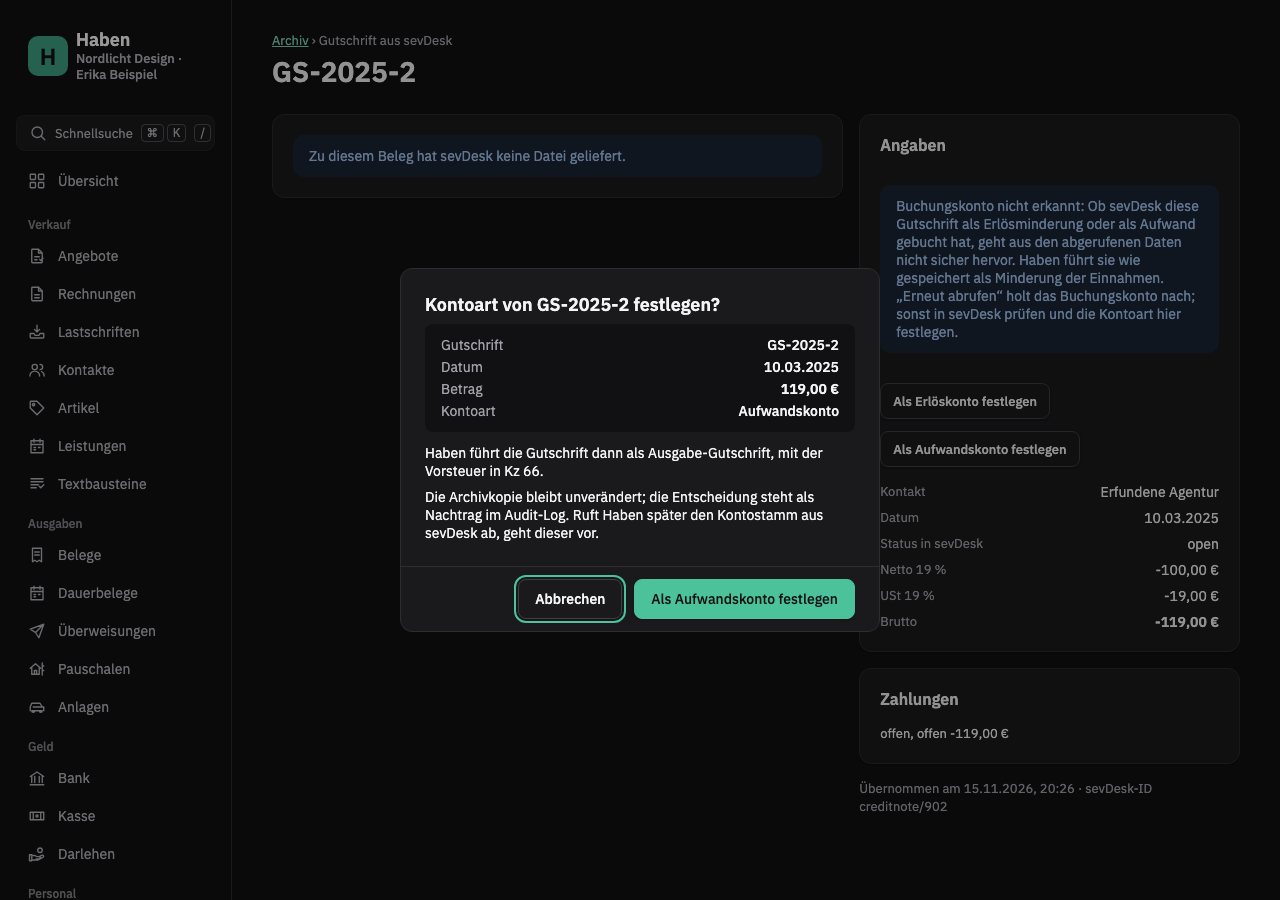 H
Haben
Nordlicht Design ·
Erika Beispiel
Schnellsuche ⌘ K /
Übersicht
Verkauf
Angebote
Rechnungen
Lastschriften
Kontakte
Artikel
Leistungen
Textbausteine
Ausgaben
Belege
Dauerbelege
Überweisungen
Pauschalen
Anlagen
Geld
Bank
Kasse
Darlehen
Personal
Archiv › Gutschrift aus sevDesk
GS-2025-2
Zu diesem Beleg hat sevDesk keine Datei geliefert.
Kontoart von GS-2025-2 festlegen?
Gutschrift GS-2025-2
Datum 10.03.2025
Betrag 119,00 €
Kontoart Aufwandskonto
Haben führt die Gutschrift dann als Ausgabe-Gutschrift, mit der
Vorsteuer in Kz 66.
Die Archivkopie bleibt unverändert; die Entscheidung steht als
Nachtrag im Audit-Log. Ruft Haben später den Kontostamm aus
sevDesk ab, geht dieser vor.
Abbrechen
Als Aufwandskonto festlegen
Angaben
Buchungskonto nicht erkannt: Ob sevDesk diese
Gutschrift als Erlösminderung oder als Aufwand
gebucht hat, geht aus den abgerufenen Daten
nicht sicher hervor. Haben führt sie wie
gespeichert als Minderung der Einnahmen.
„Erneut abrufen“ holt das Buchungskonto nach;
sonst in sevDesk prüfen und die Kontoart hier
festlegen.
Als Erlöskonto festlegen
Als Aufwandskonto festlegen
Kontakt Erfundene Agentur
Datum 10.03.2025
Status in sevDesk open
Netto 19 % -100,00 €
USt 19 % -19,00 €
Brutto -119,00 €
Zahlungen
offen, offen -119,00 €
Übernommen am 15.11.2026, 20:26 · sevDesk-ID
creditnote/902